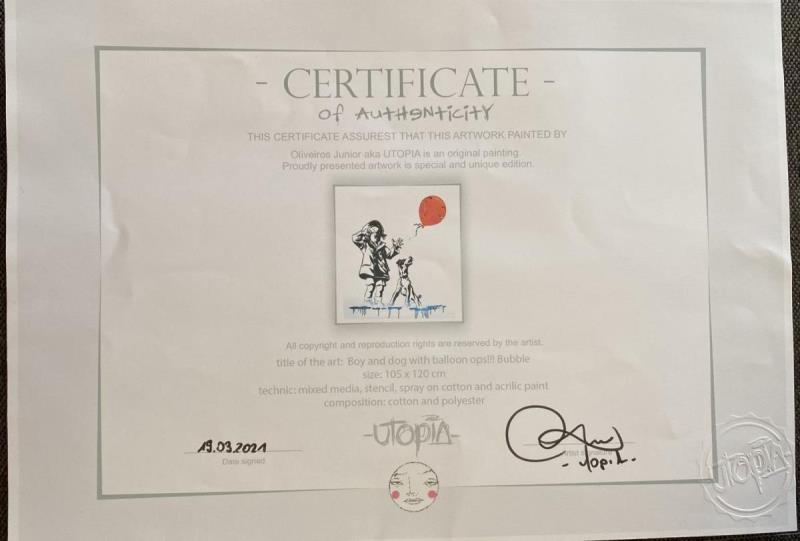 - CERTIFICATE -
of AUTHENTICITY
THIS CERTIFICATE ASSUREST THAT THIS ARTWORK PAINTED BY
Oliveiros Junior aka UTOPIA is an original painting.
Proudly presented artwork is special and unique edition.
All copyright and reproduction rights are reserved by the artist.
title of the art: Boy and dog with balloon ops!!! Bubble
size: 105 x 120 cm
technic: mixed media, stencil, spray on cotton and acrilic paint
composition: cotton and polyester
-UTOPIA-
19.03.2021
Date signed
Artist signature
-UTOPIA-
UTOPIA